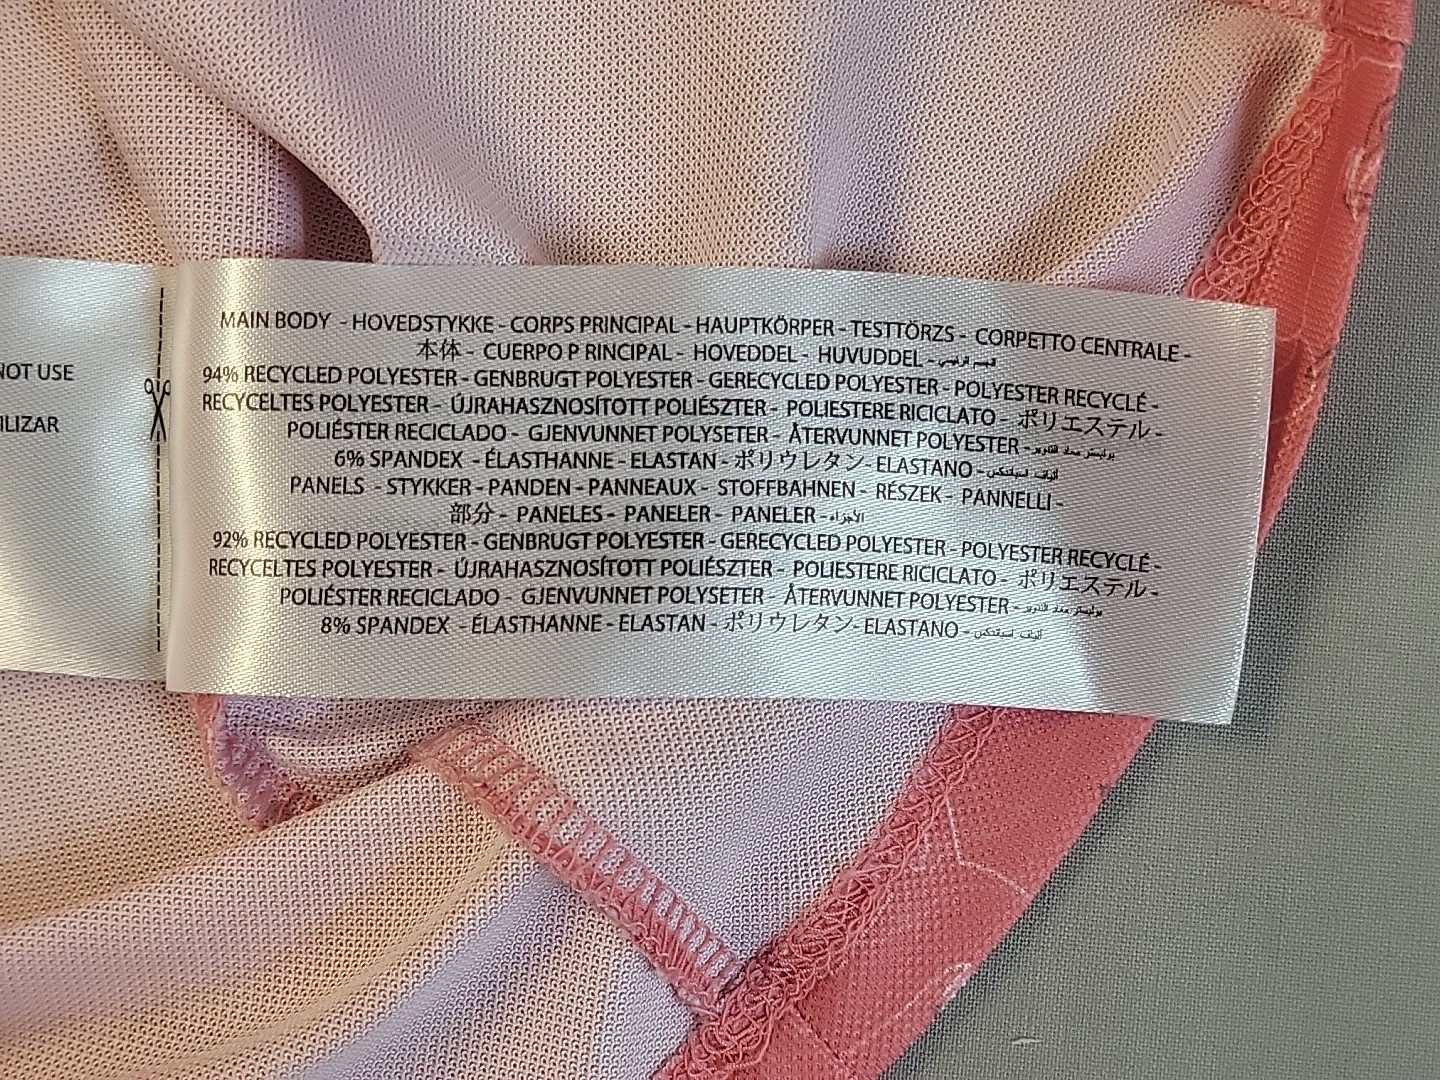 NOT USE
ILIZAR
MAIN BODY - HOVEDSTYKKE - CORPS PRINCIPAL - HAUPTKÖRPER - TESTTÖRZS - CORPETTO CENTRALE -
本体 - CUERPO P RINCIPAL - HOVEDDEL - HUVUDDEL -
94% RECYCLED POLYESTER - GENBRUGT POLYESTER - GERECYCLED POLYESTER - POLYESTER RECYCLÉ -
RECYCELTES POLYESTER - ÚJRAHASZNOSÍTOTT POLIÉSZTER - POLIESTERE RICICLATO - ポリエステル -
POLIÉSTER RECICLADO - GJENVUNNET POLYSETER - ÅTERVUNNET POLYESTER -
6% SPANDEX - ÉLASTHANNE - ELASTAN - ポリウレタン- ELASTANO -
PANELS - STYKKER - PANDEN - PANNEAUX - STOFFBAHNEN - RÉSZEK - PANNELLI -
部分 - PANELES - PANELER - PANELER - الأجزاء
92% RECYCLED POLYESTER - GENBRUGT POLYESTER - GERECYCLED POLYESTER - POLYESTER RECYCLÉ -
RECYCELTES POLYESTER - ÚJRAHASZNOSÍTOTT POLIÉSZTER - POLIESTERE RICICLATO - ポリエステル -
POLIÉSTER RECICLADO - GJENVUNNET POLYSETER - ÅTERVUNNET POLYESTER -
8% SPANDEX - ÉLASTHANNE - ELASTAN - ポリウレタン- ELASTANO -